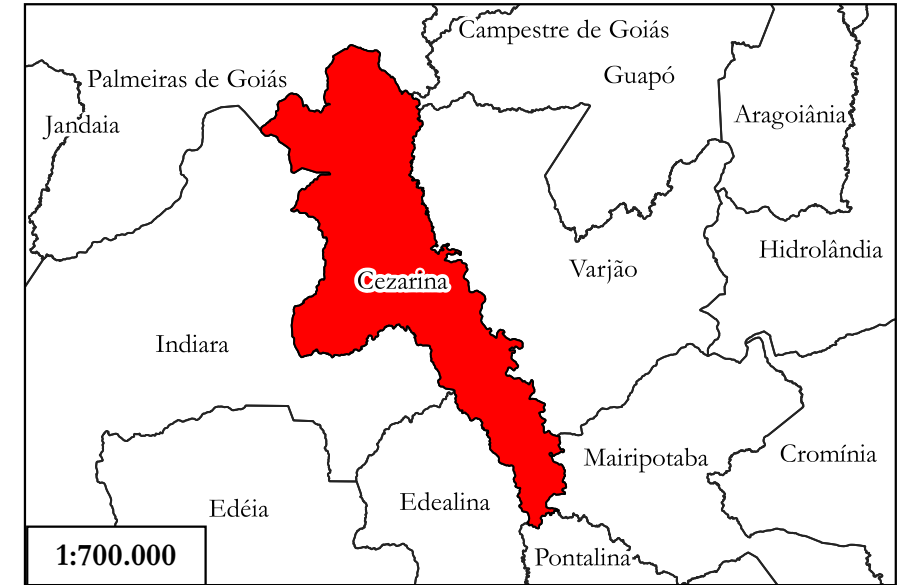 Campestre de Goiás
Palmeiras de Goiás
Guapó
Jandaia
Aragoiânia
Hidrolândia
Varjão
Cezarina
Indiara
Mairipotaba
Cromínia
Edéia
Edealina
1:700.000
Pontalina